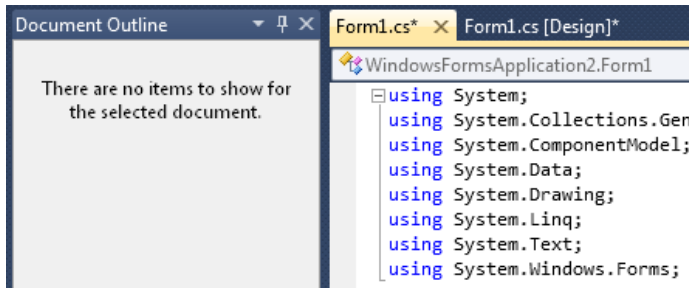 Document Outline
There are no items to show for
the selected document.
Form1.cs* Form1.cs [Design]*
WindowsFormsApplication2.Form1
using System;
using System.Collections.Gen
using System.ComponentModel;
using System.Data;
using System.Drawing;
using System.Linq;
using System.Text;
using System.Windows.Forms;